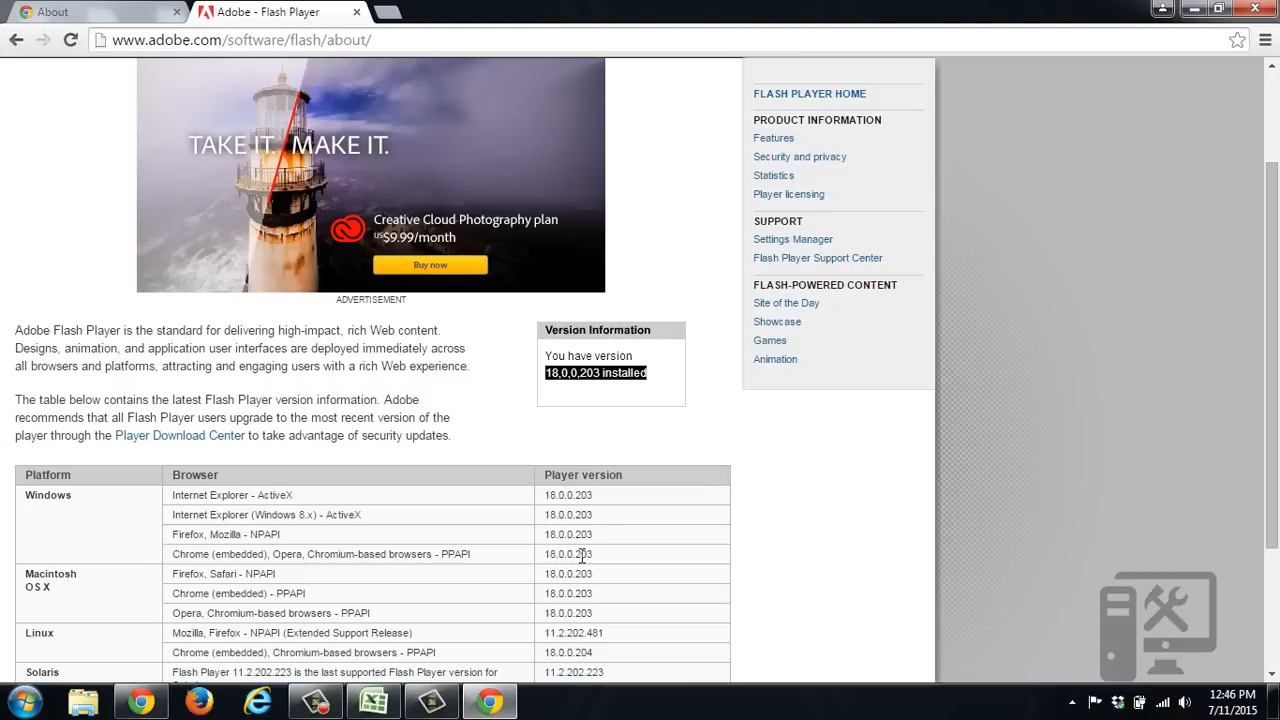 About
Adobe - Flash Player
www.adobe.com/software/flash/about/
TAKE IT. MAKE IT.
Creative Cloud Photography plan
US$9.99/month
Buy now
ADVERTISEMENT
FLASH PLAYER HOME
PRODUCT INFORMATION
Features
Security and privacy
Statistics
Player licensing
SUPPORT
Settings Manager
Flash Player Support Center
FLASH-POWERED CONTENT
Site of the Day
Showcase
Games
Animation
Adobe Flash Player is the standard for delivering high-impact, rich Web content.
Designs, animation, and application user interfaces are deployed immediately across
all browsers and platforms, attracting and engaging users with a rich Web experience.
Version Information
You have version
18,0,0,203 installed
The table below contains the latest Flash Player version information. Adobe
recommends that all Flash Player users upgrade to the most recent version of the
player through the Player Download Center to take advantage of security updates.
Platform Browser Player version
Windows Internet Explorer - ActiveX 18.0.0.203
Internet Explorer (Windows 8.x) - ActiveX 18.0.0.203
Firefox, Mozilla - NPAPI 18.0.0.203
Chrome (embedded), Opera, Chromium-based browsers - PPAPI 18.0.0.203
Macintosh Firefox, Safari - NPAPI 18.0.0.203
OS X
Chrome (embedded) - PPAPI 18.0.0.203
Opera, Chromium-based browsers - PPAPI 18.0.0.203
Linux Mozilla, Firefox - NPAPI (Extended Support Release) 11.2.202.481
Chrome (embedded), Chromium-based browsers - PPAPI 18.0.0.204
Solaris Flash Player 11.2.202.223 is the last supported Flash Player version for 11.2.202.223
12:46 PM
7/11/2015